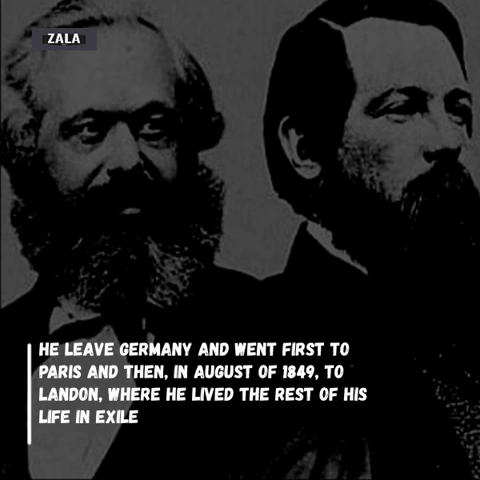 ZALA
HE LEAVE GERMANY AND WENT FIRST TO
PARIS AND THEN, IN AUGUST OF 1849, TO
LANDON, WHERE HE LIVED THE REST OF HIS
LIFE IN EXILE